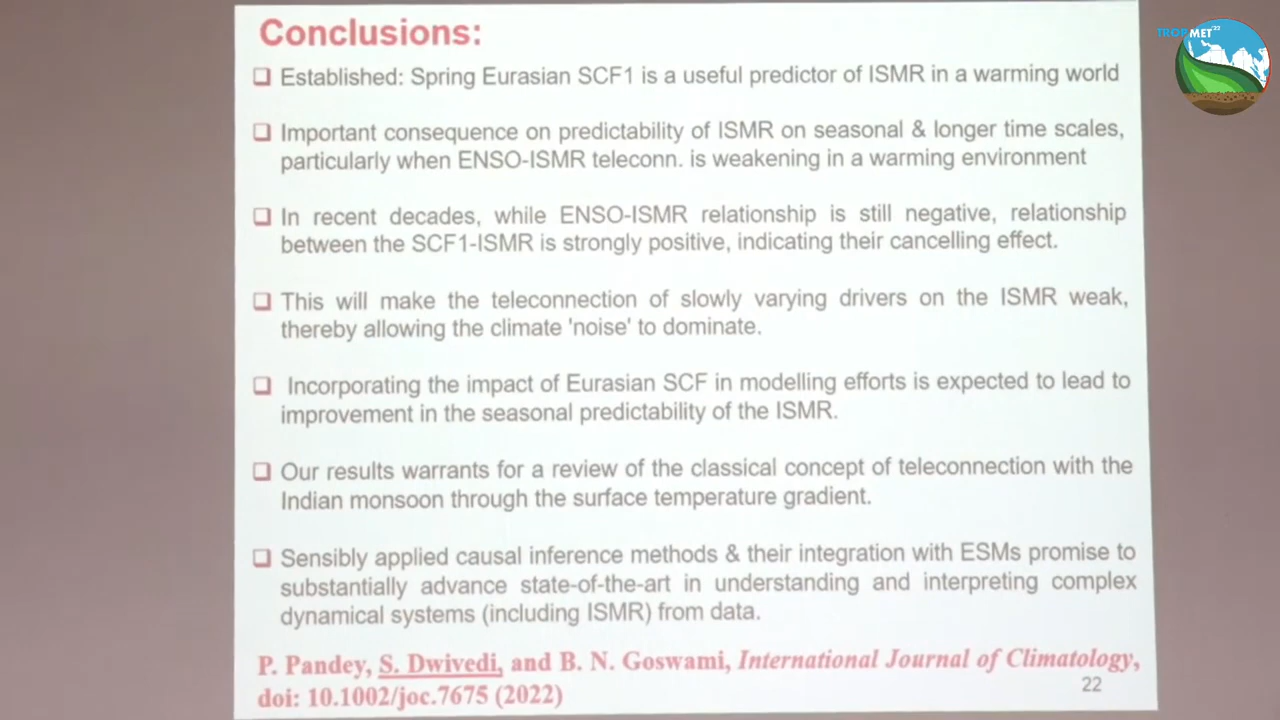 Conclusions:
❑ Established: Spring Eurasian SCF1 is a useful predictor of ISMR in a warming world
❑ Important consequence on predictability of ISMR on seasonal & longer time scales,
particularly when ENSO-ISMR teleconn. is weakening in a warming environment
❑ In recent decades, while ENSO-ISMR relationship is still negative, relationship
between the SCF1-ISMR is strongly positive, indicating their cancelling effect.
❑ This will make the teleconnection of slowly varying drivers on the ISMR weak,
thereby allowing the climate 'noise' to dominate.
❑ Incorporating the impact of Eurasian SCF in modelling efforts is expected to lead to
improvement in the seasonal predictability of the ISMR.
❑ Our results warrants for a review of the classical concept of teleconnection with the
Indian monsoon through the surface temperature gradient.
❑ Sensibly applied causal inference methods & their integration with ESMs promise to
substantially advance state-of-the-art in understanding and interpreting complex
dynamical systems (including ISMR) from data.
P. Pandey, S. Dwivedi, and B. N. Goswami, International Journal of Climatology,
doi: 10.1002/joc.7675 (2022)
22
TROPMET'22